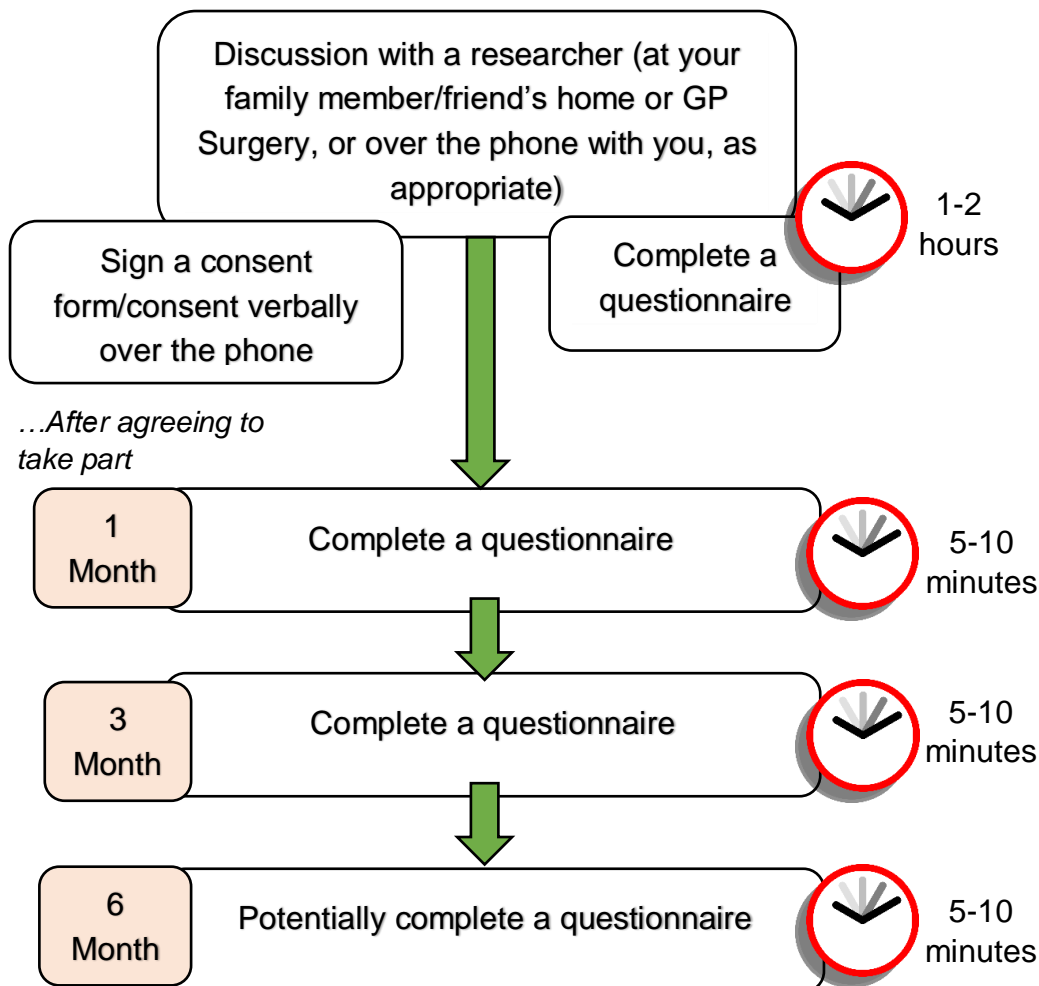 Discussion with a researcher (at your
family member/friend's home or GP
Surgery, or over the phone with you, as
appropriate)
1-2
hours
Sign a consent
form/consent verbally
over the phone
Complete a
questionnaire
…After agreeing to
take part
1
Month
Complete a questionnaire
5-10
minutes
3
Month
Complete a questionnaire
5-10
minutes
6
Month
Potentially complete a questionnaire
5-10
minutes